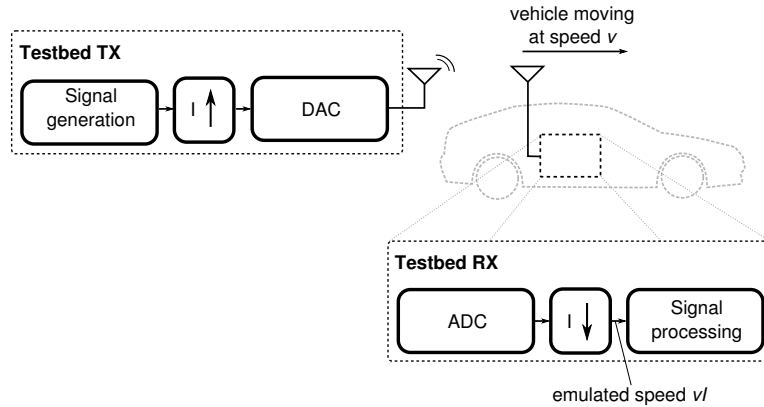 vehicle moving
at speed v
Testbed TX
Signal
generation
I
DAC
Testbed RX
ADC
I
Signal
processing
emulated speed vI